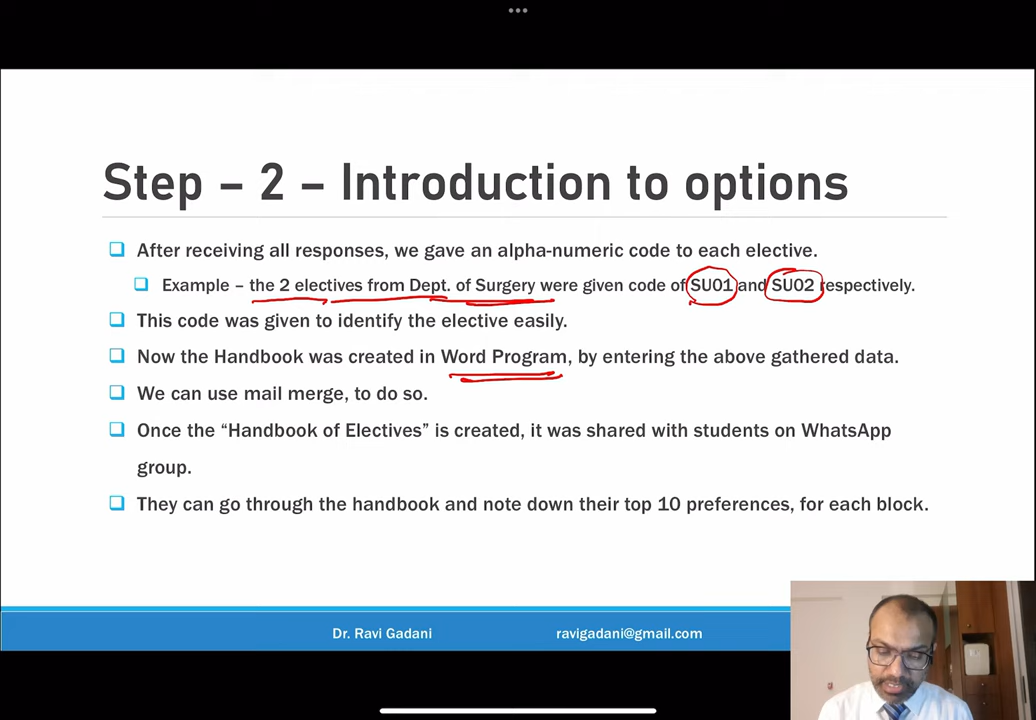 Step – 2 – Introduction to options
After receiving all responses, we gave an alpha-numeric code to each elective.
Example – the 2 electives from Dept. of Surgery were given code of SU01 and SU02 respectively.
This code was given to identify the elective easily.
Now the Handbook was created in Word Program, by entering the above gathered data.
We can use mail merge, to do so.
Once the “Handbook of Electives” is created, it was shared with students on WhatsApp
group.
They can go through the handbook and note down their top 10 preferences, for each block.
Dr. Ravi Gadani ravigadani@gmail.com